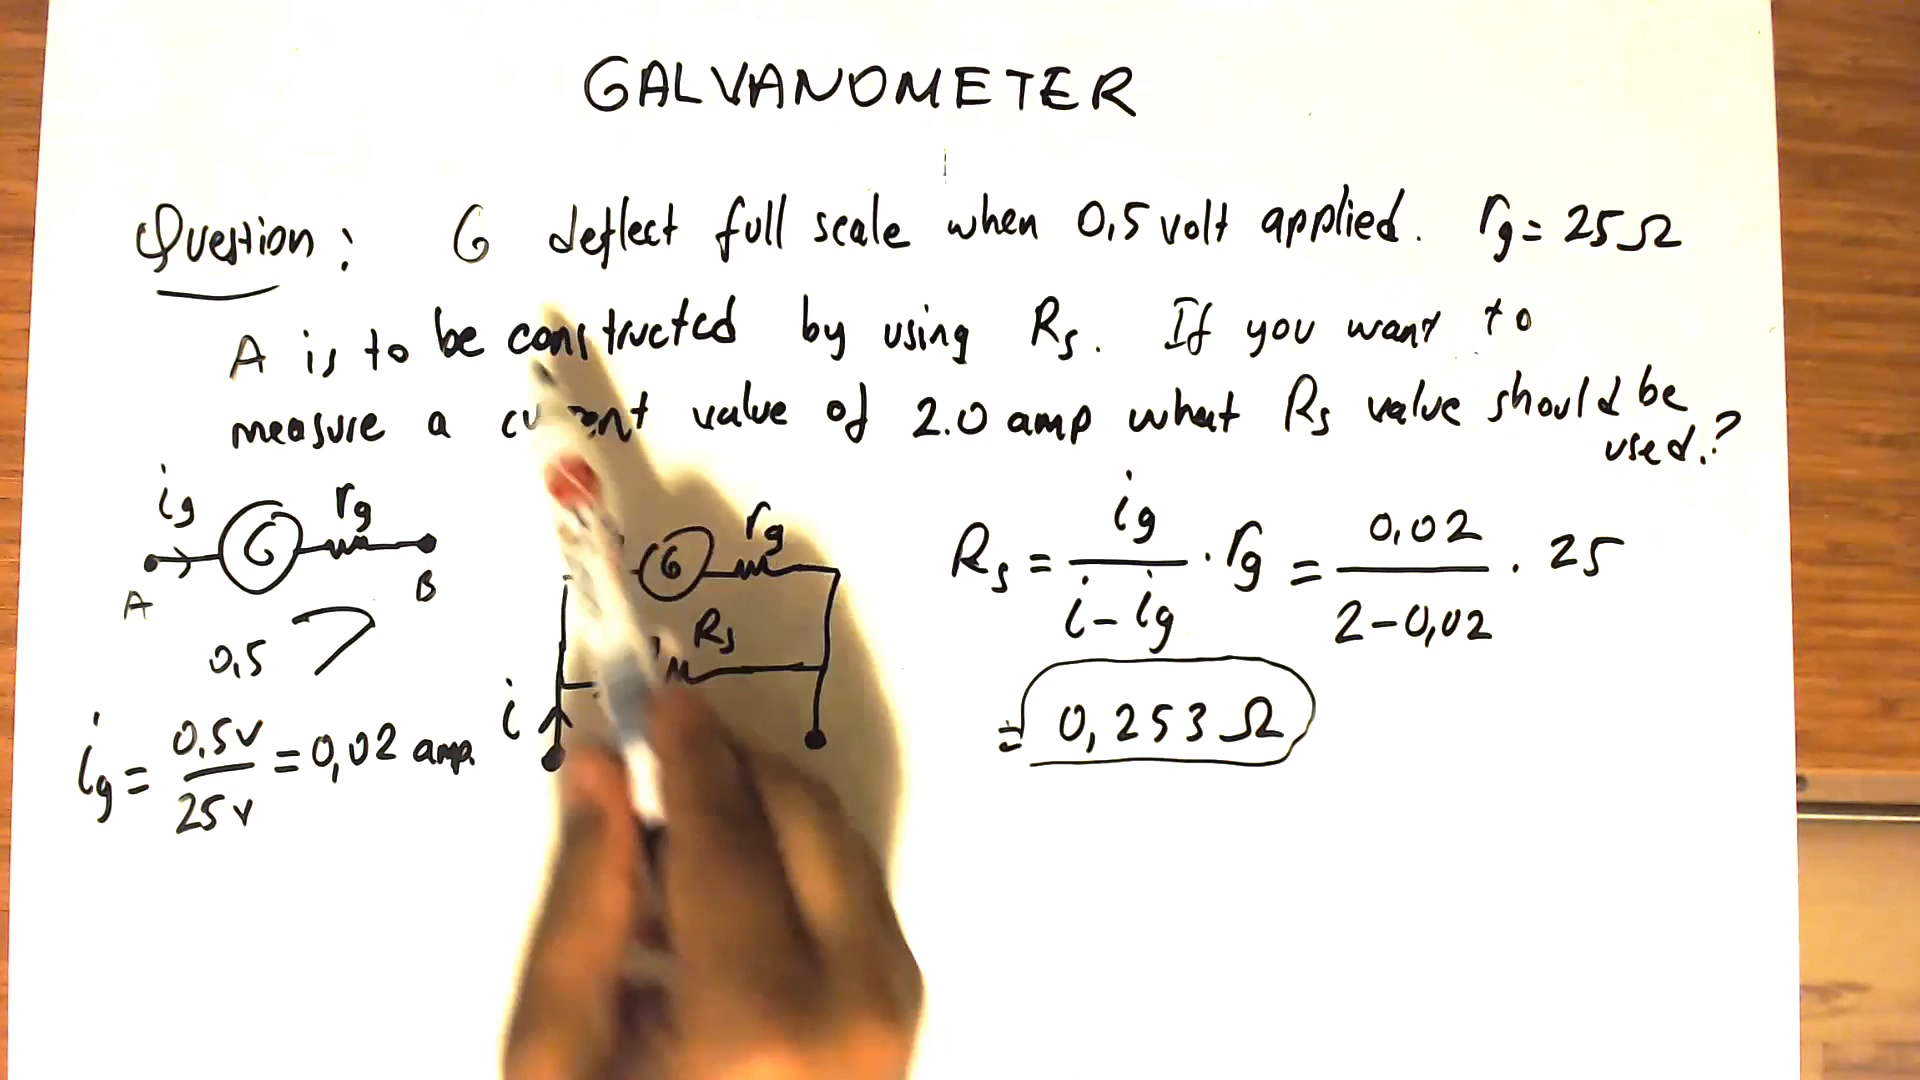 GALVANOMETER
Question: G deflect full scale when 0,5 volt applied. rg = 25Ω
A is to be constructed by using Rs. If you want to
measure a current value of 2.0 amp what Rs value should be
used.?
ig G rg
A B
0,5
ig = 0.5v / 25v = 0,02 amp.
G rg
Rs
i
Rs = ig / i - ig · rg = 0,02 / 2 - 0,02 · 25
= 0,253 Ω